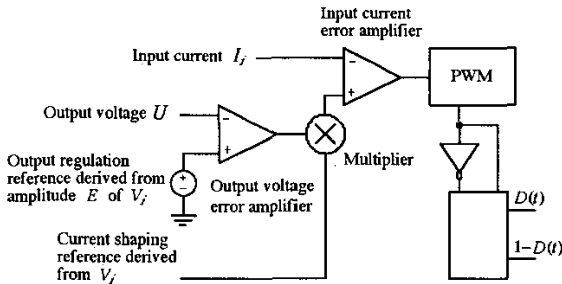 Input current
error amplifier
Input current I_j
PWM
Output voltage U
Multiplier
Output regulation
reference derived from
amplitude E of V_j
Output voltage
error amplifier
D(t)
1−D(t)
Current shaping
reference derived
from V_j